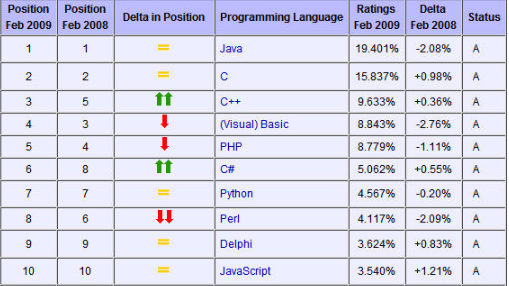 Position Feb 2009 Position Feb 2008 Delta in Position Programming Language Ratings Feb 2009 Delta Feb 2008 Status
1 1 Java 19.401% -2.08% A
2 2 C 15.837% +0.98% A
3 5 C++ 9.633% +0.36% A
4 3 (Visual) Basic 8.843% -2.76% A
5 4 PHP 8.779% -1.11% A
6 8 C# 5.062% +0.55% A
7 7 Python 4.567% -0.20% A
8 6 Perl 4.117% -2.09% A
9 9 Delphi 3.624% +0.83% A
10 10 JavaScript 3.540% +1.21% A